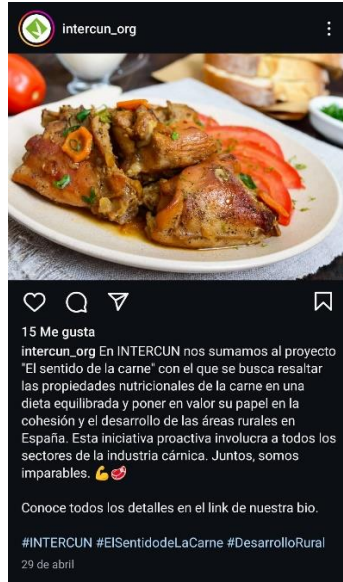 intercun_org
15 Me gusta
intercun_org En INTERCUN nos sumamos al proyecto
"El sentido de la carne" con el que se busca resaltar
las propiedades nutricionales de la carne en una
dieta equilibrada y poner en valor su papel en la
cohesión y el desarrollo de las áreas rurales en
España. Esta iniciativa proactiva involucra a todos los
sectores de la industria cárnica. Juntos, somos
imparables. 💪🥩
Conoce todos los detalles en el link de nuestra bio.
#INTERCUN #ElSentidodeLaCarne #DesarrolloRural
29 de abril